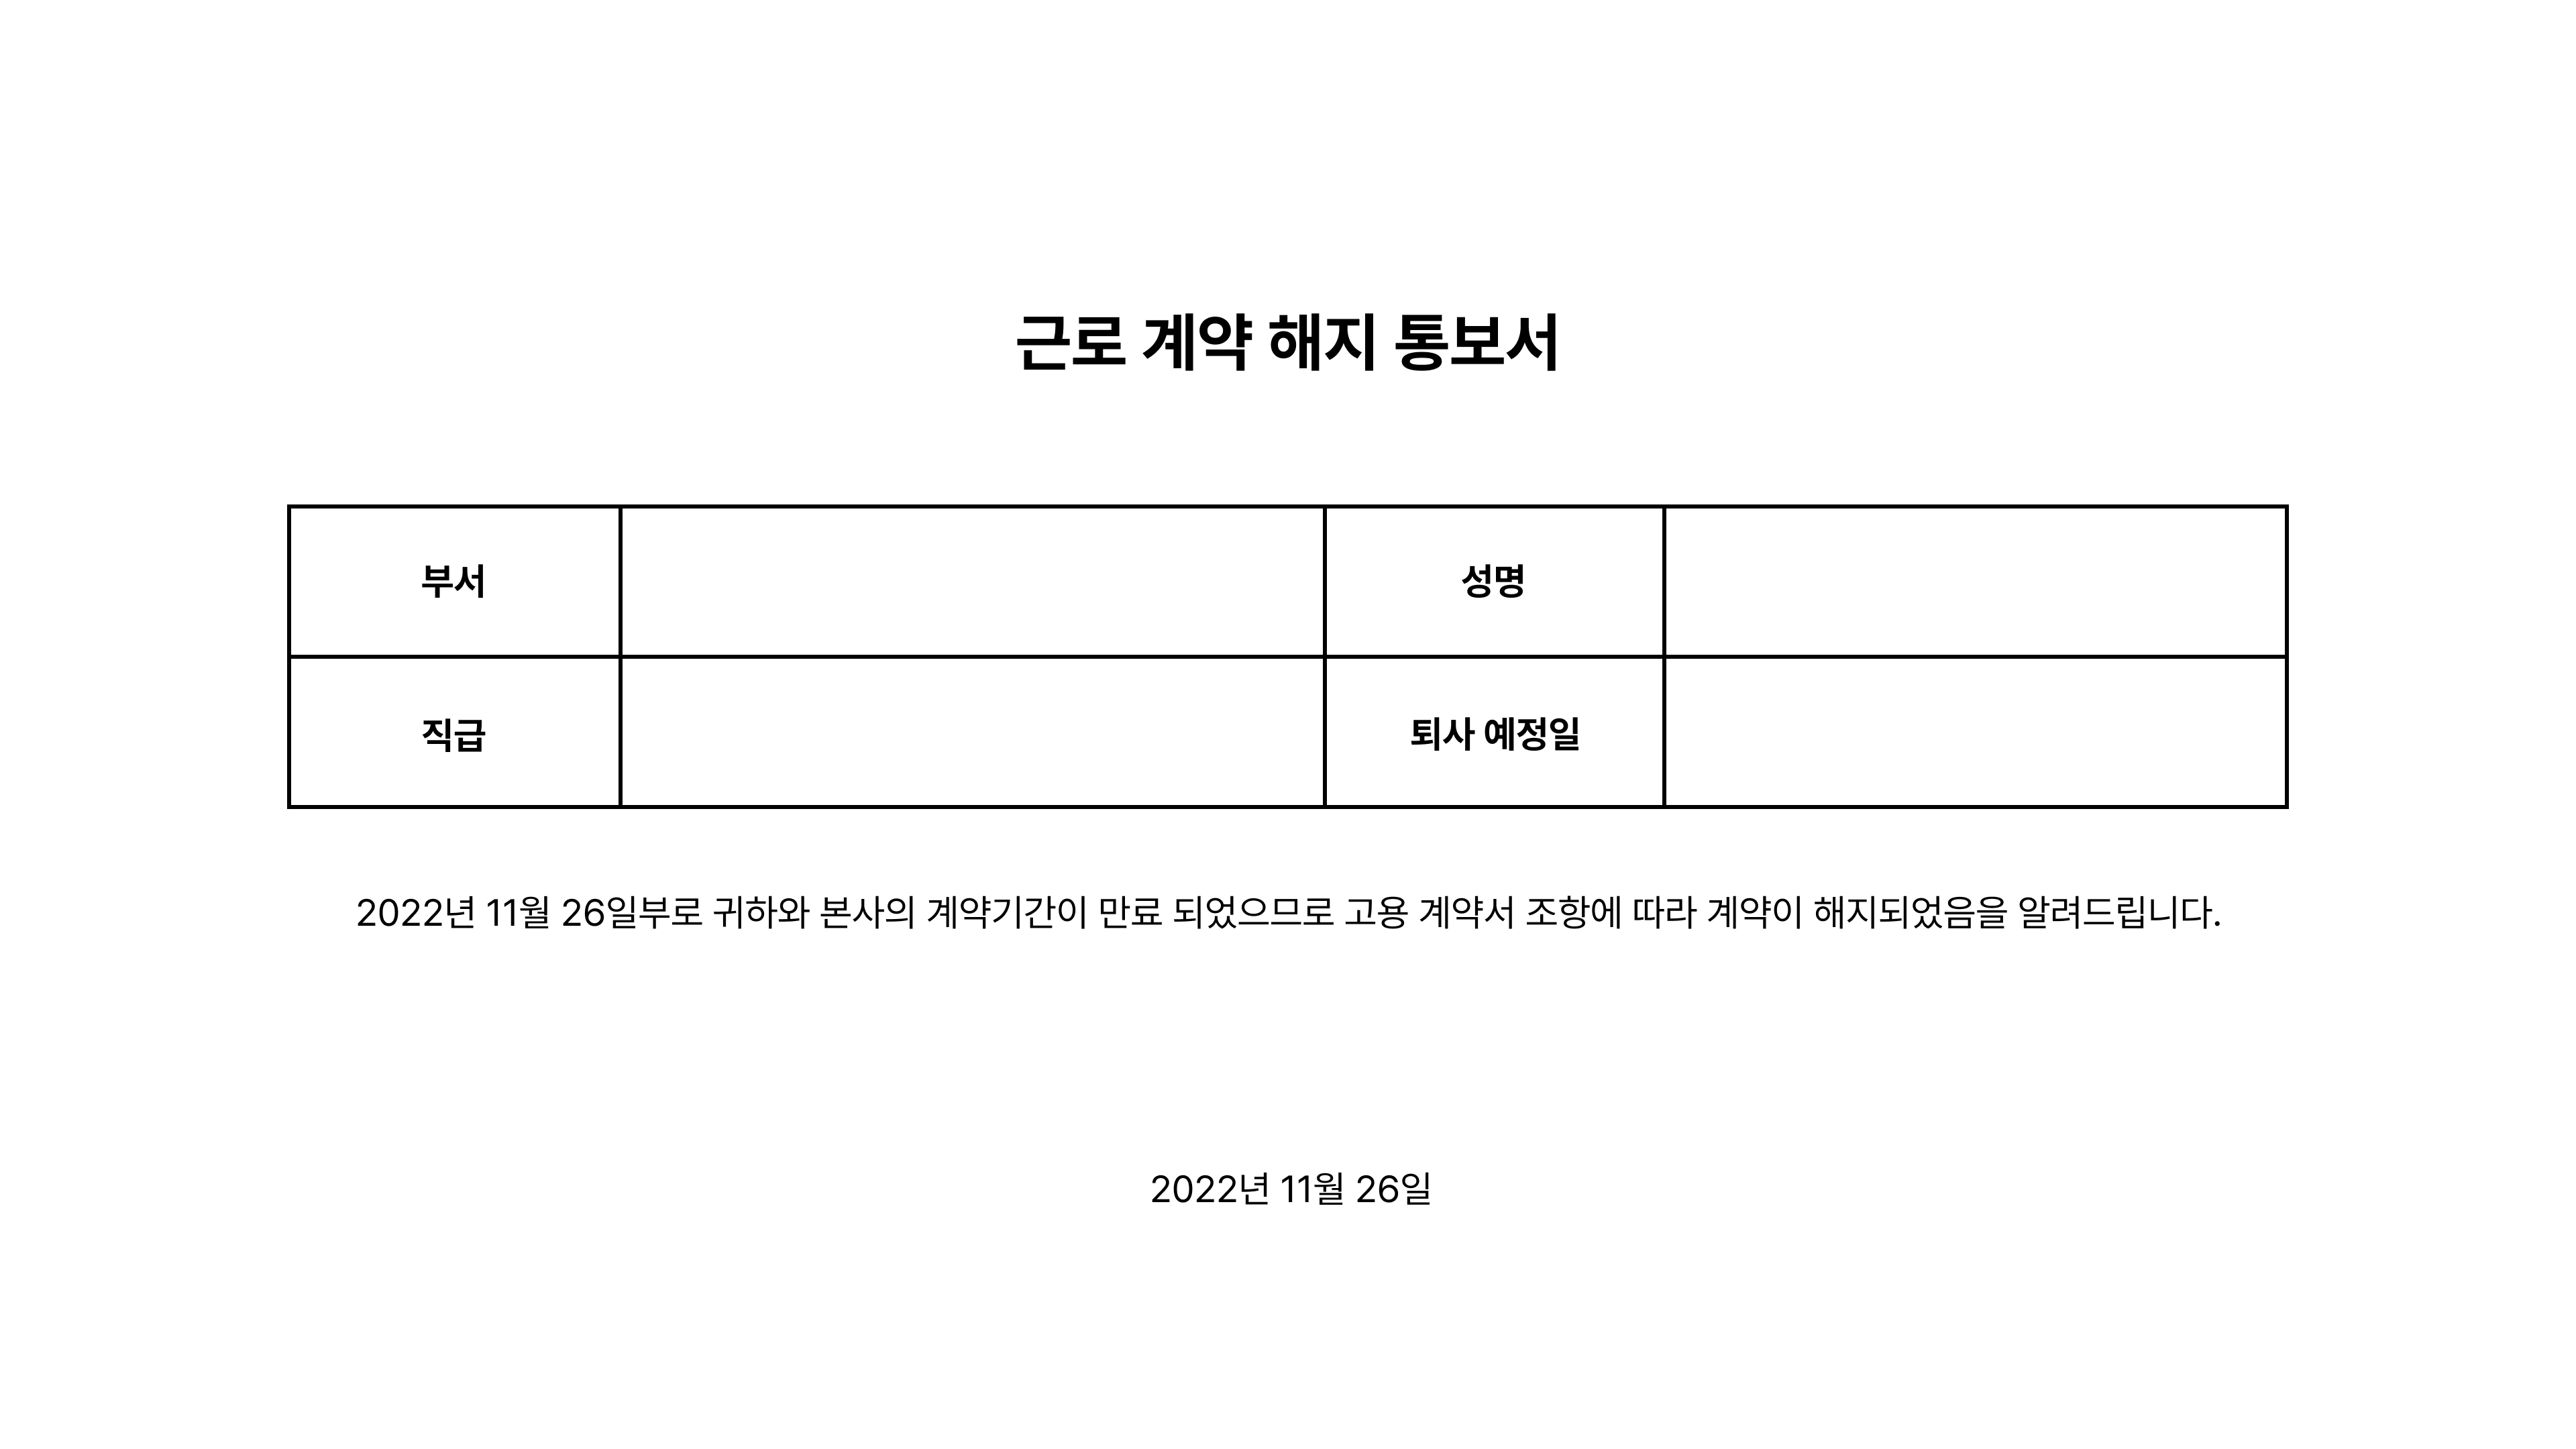 근로 계약 해지 통보서
부서 성명
직급 퇴사 예정일
2022년 11월 26일부로 귀하와 본사의 계약기간이 만료 되었으므로 고용 계약서 조항에 따라 계약이 해지되었음을 알려드립니다.
2022년 11월 26일